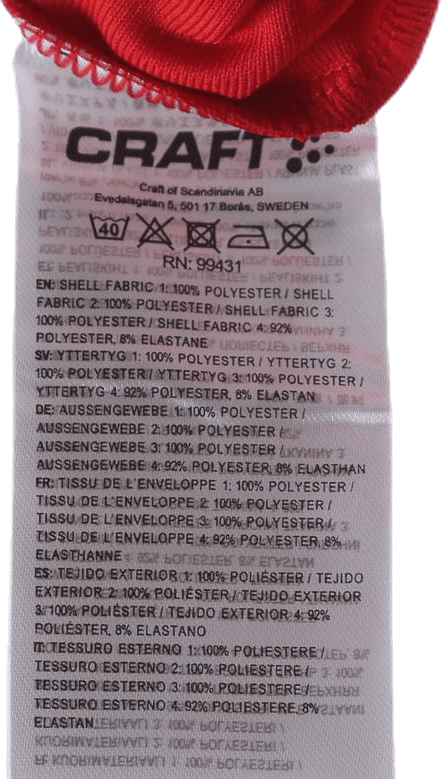 CRAFT
Craft of Scandinavia AB
Evedalsgatan 5, 501 17 Borås, SWEDEN
40
RN: 99431
EN: SHELL FABRIC 1: 100% POLYESTER / SHELL
FABRIC 2: 100% POLYESTER / SHELL FABRIC 3:
100% POLYESTER / SHELL FABRIC 4: 92%
POLYESTER, 8% ELASTANE
SV: YTTERTYG 1: 100% POLYESTER / YTTERTYG 2:
100% POLYESTER / YTTERTYG 3: 100% POLYESTER /
YTTERTYG 4: 92% POLYESTER, 8% ELASTAN
DE: AUSSENGEWEBE 1: 100% POLYESTER /
AUSSENGEWEBE 2: 100% POLYESTER /
AUSSENGEWEBE 3: 100% POLYESTER /
AUSSENGEWEBE 4: 92% POLYESTER, 8% ELASTHAN
FR: TISSU DE L'ENVELOPPE 1: 100% POLYESTER /
TISSU DE L'ENVELOPPE 2: 100% POLYESTER /
TISSU DE L'ENVELOPPE 3: 100% POLYESTER /
TISSU DE L'ENVELOPPE 4: 92% POLYESTER, 8%
ELASTHANNE
ES: TEJIDO EXTERIOR 1: 100% POLIÉSTER / TEJIDO
EXTERIOR 2: 100% POLIÉSTER / TEJIDO EXTERIOR
3: 100% POLIÉSTER / TEJIDO EXTERIOR 4: 92%
POLIÉSTER, 8% ELASTANO
IT: TESSURO ESTERNO 1: 100% POLIESTERE /
TESSURO ESTERNO 2: 100% POLIESTERE /
TESSURO ESTERNO 3: 100% POLIESTERE /
TESSURO ESTERNO 4: 92% POLIESTERE, 8%
ELASTAN